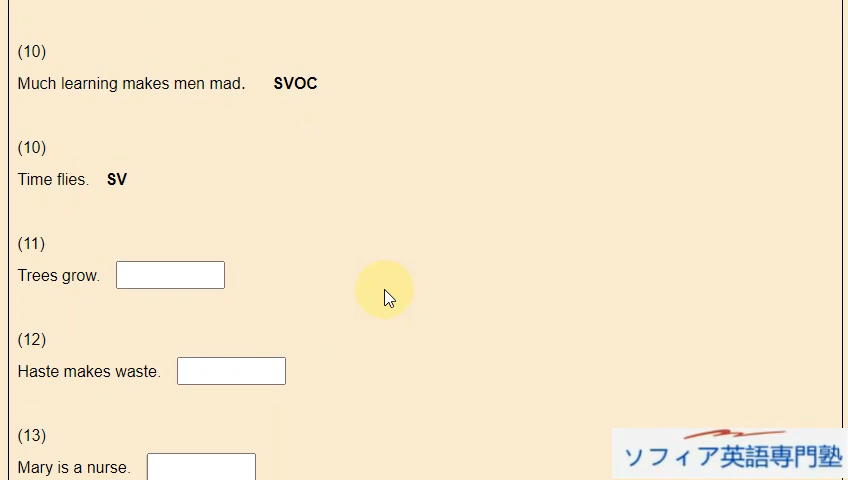 (10)
Much learning makes men mad. SVOC
(10)
Time flies. SV
(11)
Trees grow.
(12)
Haste makes waste.
(13)
Mary is a nurse.
ソフィア英語専門塾